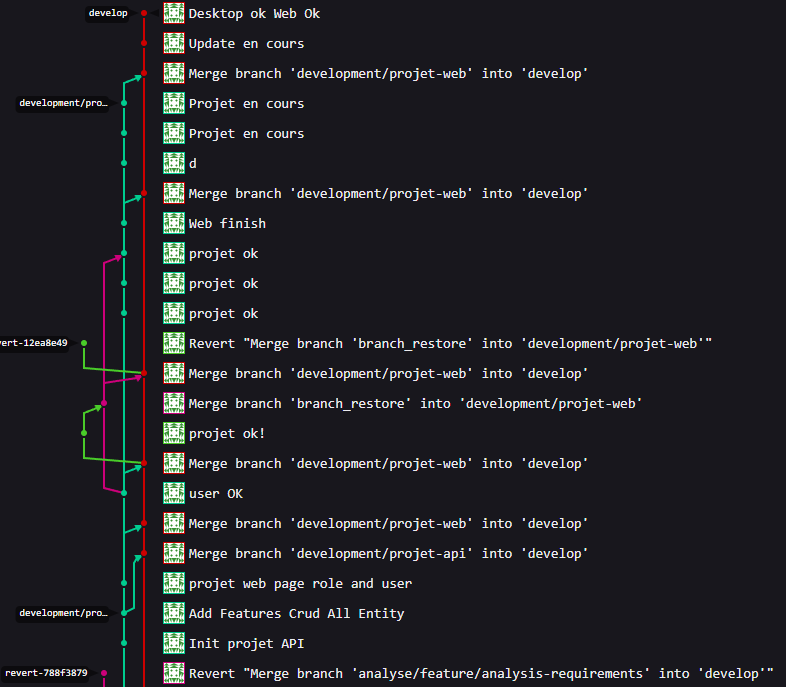 develop Desktop ok Web Ok
Update en cours
Merge branch 'development/projet-web' into 'develop'
development/pro… Projet en cours
Projet en cours
d
Merge branch 'development/projet-web' into 'develop'
Web finish
projet ok
projet ok
projet ok
vert-12ea8e49 Revert "Merge branch 'branch_restore' into 'development/projet-web'"
Merge branch 'development/projet-web' into 'develop'
Merge branch 'branch_restore' into 'development/projet-web'
projet ok!
Merge branch 'development/projet-web' into 'develop'
user OK
Merge branch 'development/projet-web' into 'develop'
Merge branch 'development/projet-api' into 'develop'
projet web page role and user
development/pro… Add Features Crud All Entity
Init projet API
revert-788f3879 Revert "Merge branch 'analyse/feature/analysis-requirements' into 'develop'"